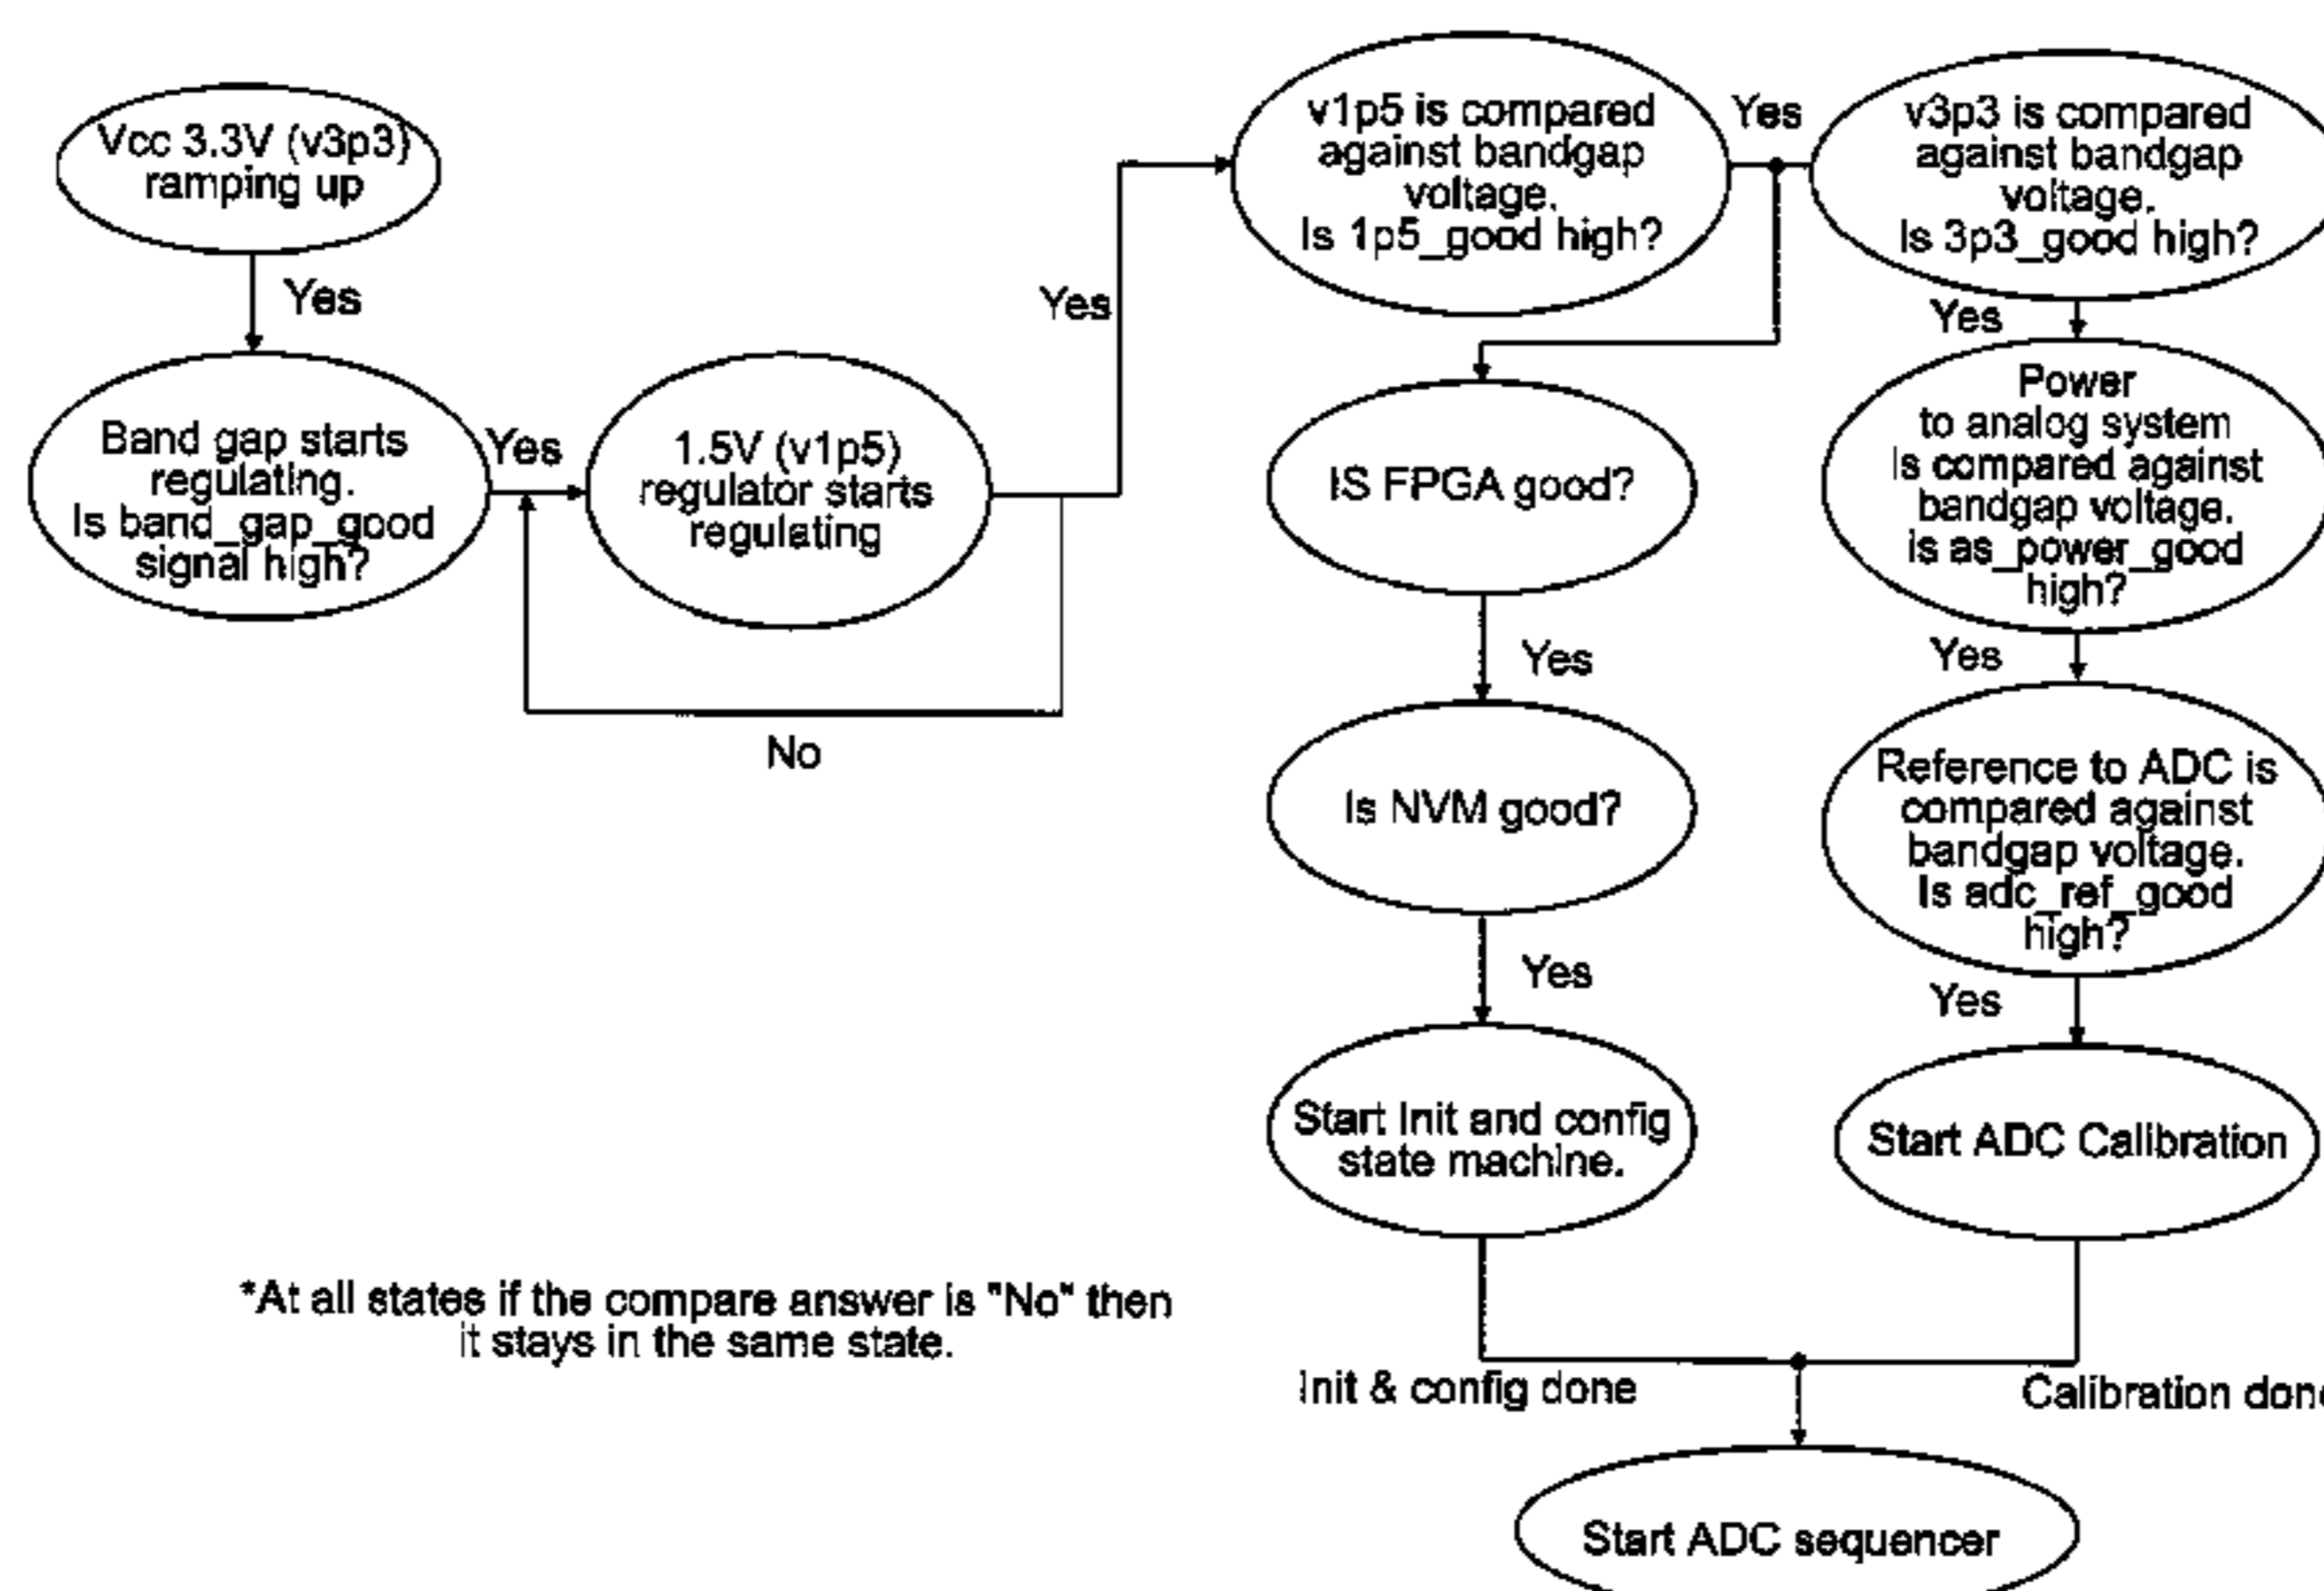 Vcc 3.3V (v3p3)
ramping up
Yes
Band gap starts
regulating.
Is band_gap_good
signal high?
Yes
1.5V (v1p5)
regulator starts
regulating
No
Yes
v1p5 is compared
against bandgap
voltage.
Is 1p5_good high?
Yes
v3p3 is compared
against bandgap
voltage.
Is 3p3_good high?
IS FPGA good?
Yes
Is NVM good?
Yes
Start Init and config
state machine.
Init & config done
Yes
Power
to analog system
Is compared against
bandgap voltage.
is as_power_good
high?
Yes
Reference to ADC is
compared against
bandgap voltage.
Is adc_ref_good
high?
Yes
Start ADC Calibration
Calibration done
Start ADC sequencer
*At all states if the compare answer is "No" then
it stays in the same state.